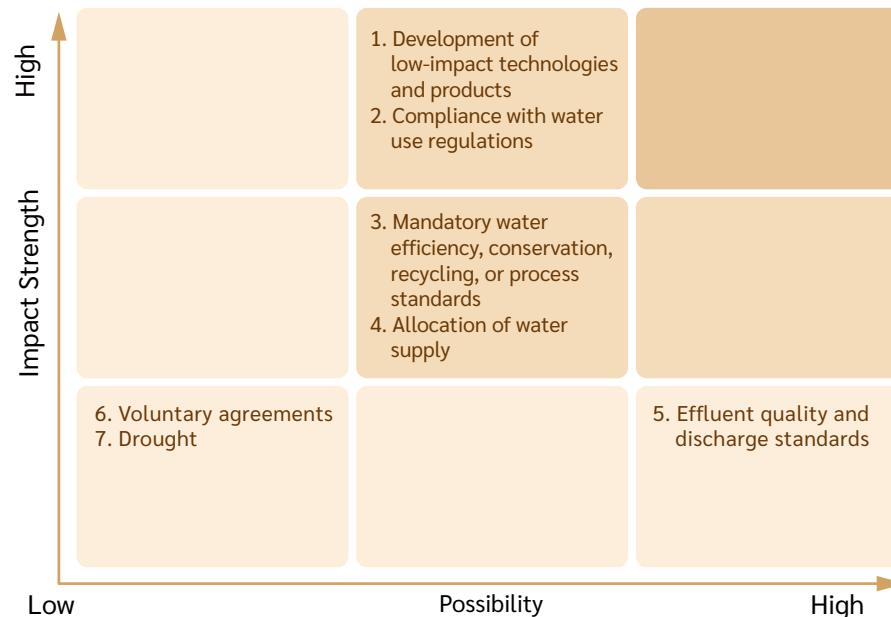 High
Impact Strength
1. Development of
low-impact technologies
and products
2. Compliance with water
use regulations
3. Mandatory water
efficiency, conservation,
recycling, or process
standards
4. Allocation of water
supply
6. Voluntary agreements
7. Drought
5. Effluent quality and
discharge standards
Low
Possibility
High